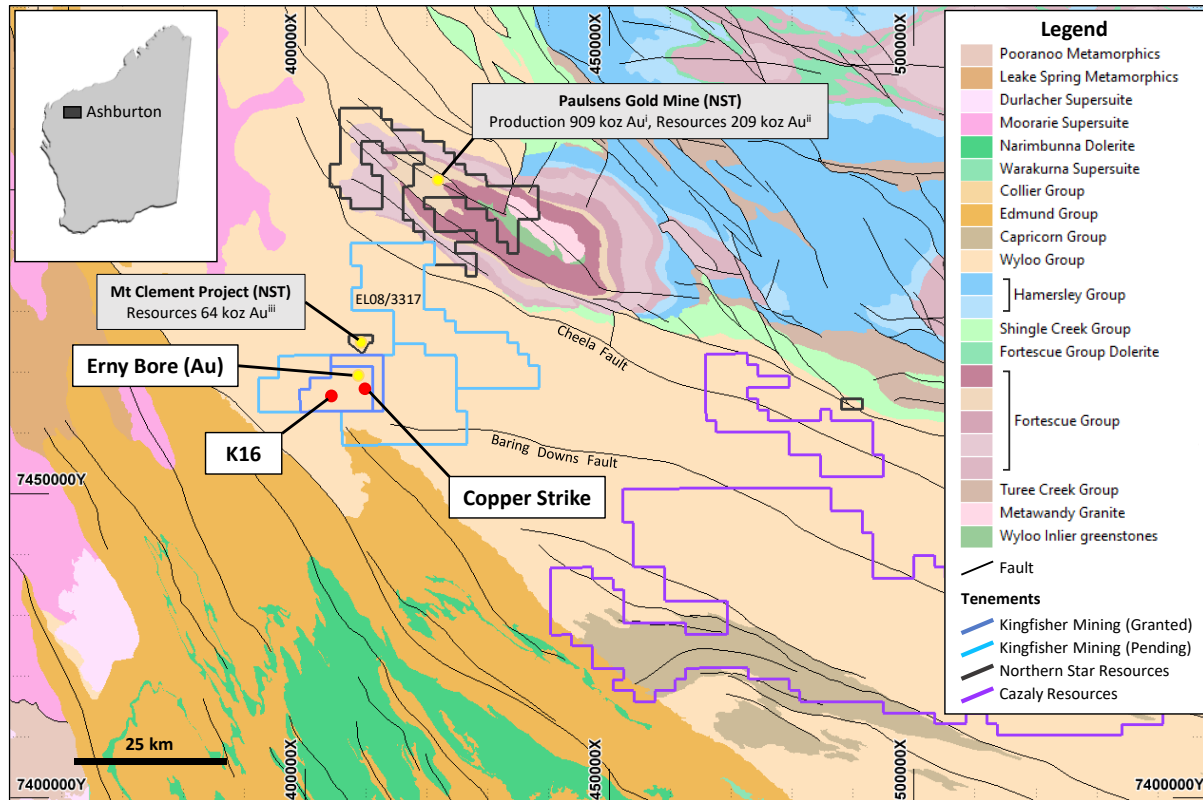 400000X
450000X
500000X
Ashburton
Paulsens Gold Mine (NST)
Production 909 koz Auⁱ, Resources 209 koz Auⁱⁱ
Mt Clement Project (NST)
Resources 64 koz Auⁱⁱⁱ
EL08/3317
Cheela Fault
Erny Bore (Au)
K16
Baring Downs Fault
Copper Strike
7450000Y
25 km
400000X
450000X
500000X
7400000Y
7400000Y
Legend
Pooranoo Metamorphics
Leake Spring Metamorphics
Durlacher Supersuite
Moorarie Supersuite
Narimbunna Dolerite
Warakurna Supersuite
Collier Group
Edmund Group
Capricorn Group
Wyloo Group
Hamersley Group
Shingle Creek Group
Fortescue Group Dolerite
Fortescue Group
Turee Creek Group
Metawandy Granite
Wyloo Inlier greenstones
Fault
Tenements
Kingfisher Mining (Granted)
Kingfisher Mining (Pending)
Northern Star Resources
Cazaly Resources